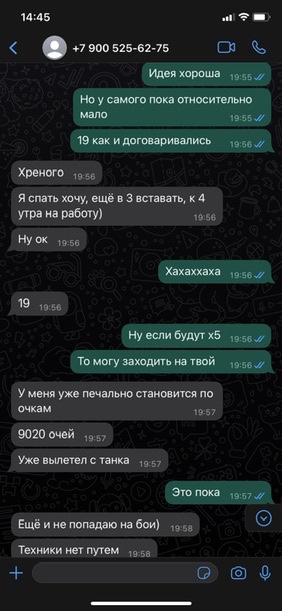 14:45
+7 900 525-62-75
Идея хороша 19:55
Но у самого пока относительно
мало 19:55
19 как и договаривались 19:56
Хреного 19:56
Я спать хочу, ещё в 3 вставать, к 4
утра на работу) 19:56
Ну ок 19:56
Хахаххаха 19:56
19 19:56
Ну если будут х5 19:56
То могу заходить на твой 19:56
У меня уже печально становится по
очкам 19:57
9020 очей 19:57
Уже вылетел с танка 19:57
Это пока 19:57
Ещё и не попадаю на бои) 19:58
Техники нет путем 19:58